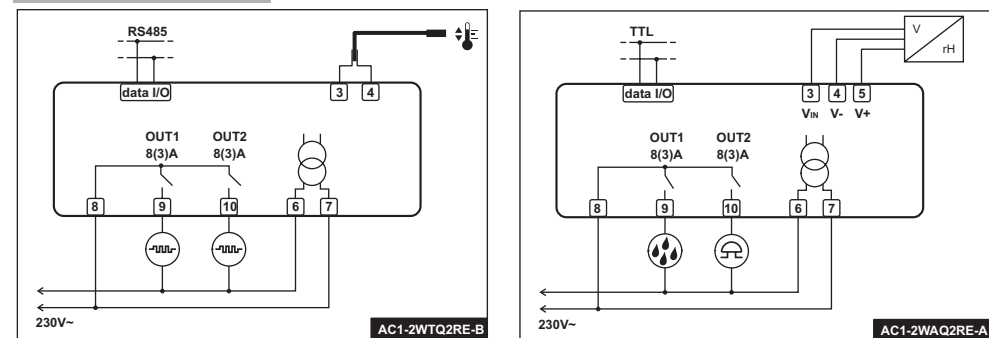 RS485
data I/O
3 4
OUT1 OUT2
8(3)A 8(3)A
8 9 10 6 7
230V~
AC1-2WTQ2RE-B
TTL
V
rH
data I/O
3 4 5
VIN V- V+
OUT1 OUT2
8(3)A 8(3)A
8 9 10 6 7
230V~
AC1-2WAQ2RE-A